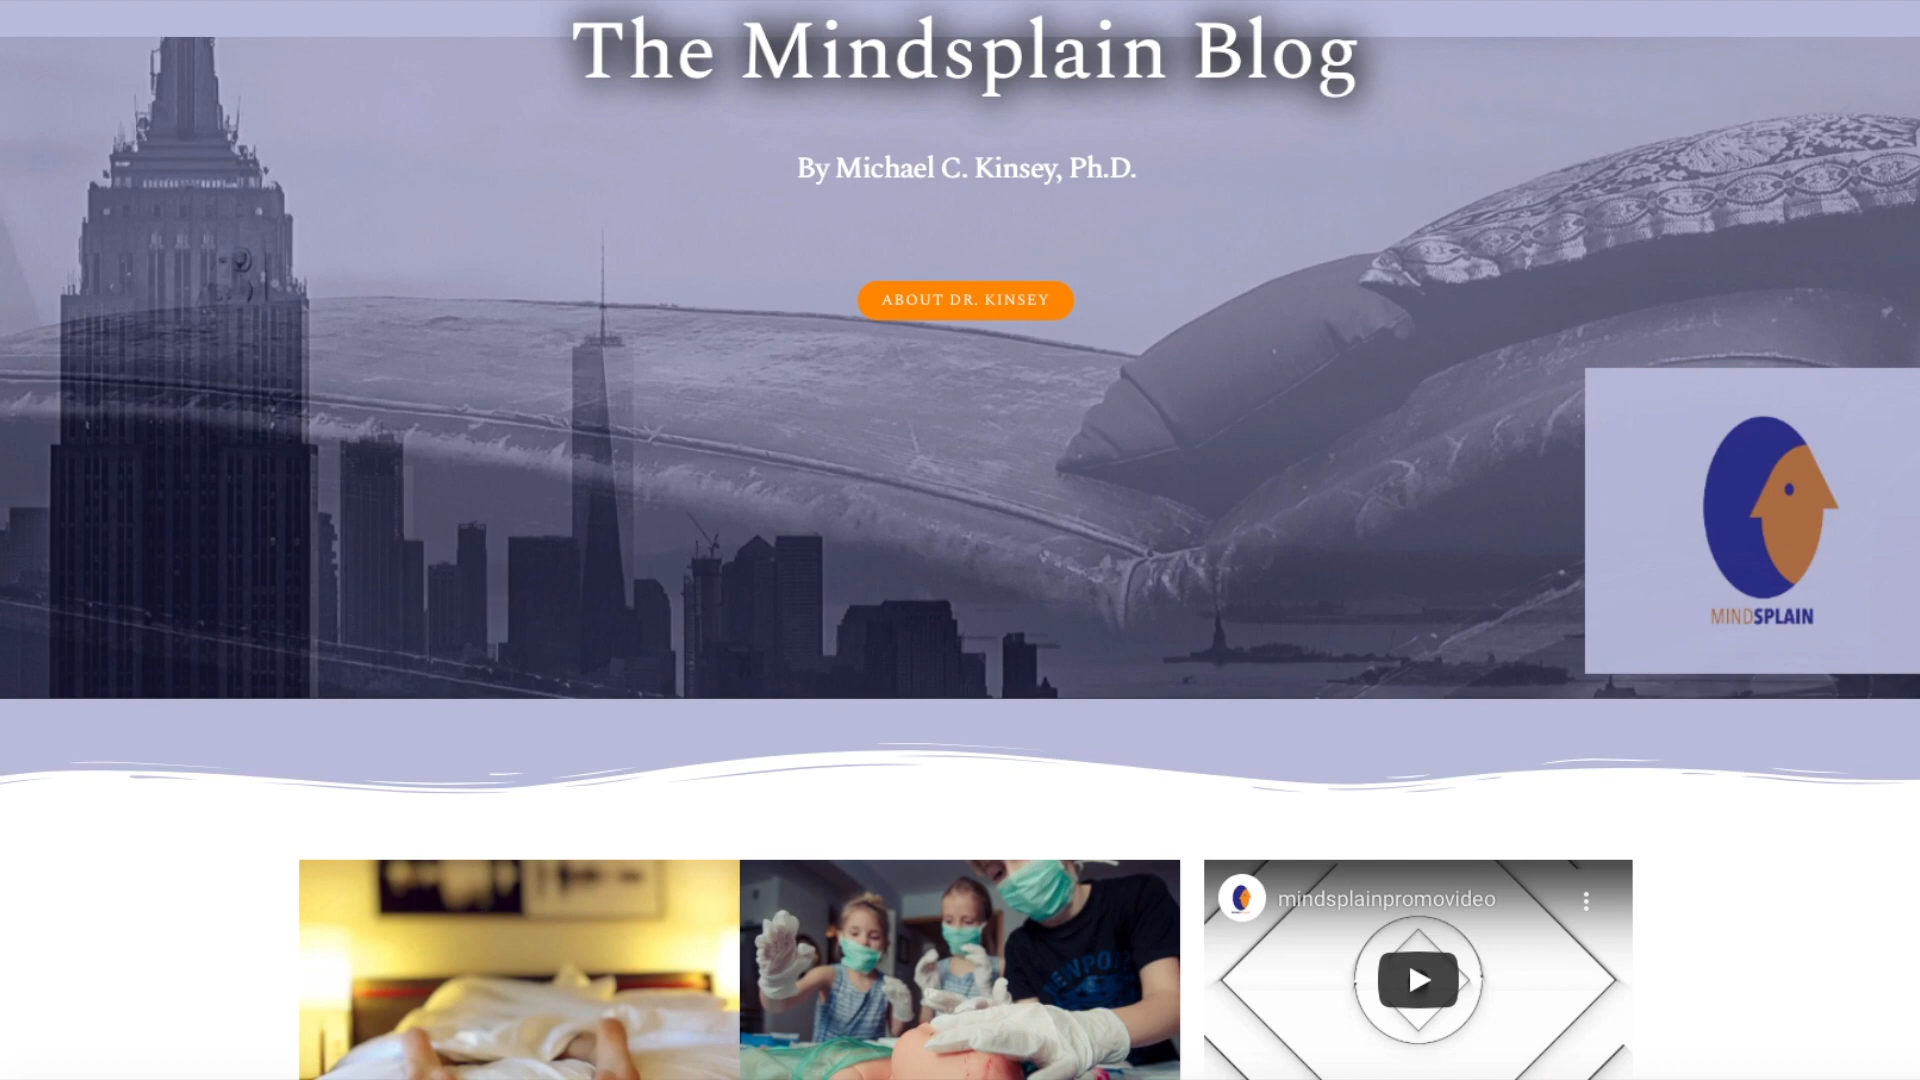 The Mindsplain Blog
By Michael C. Kinsey, Ph.D.
ABOUT DR. KINSEY
MINDSPLAIN
mindsplainpromovideo